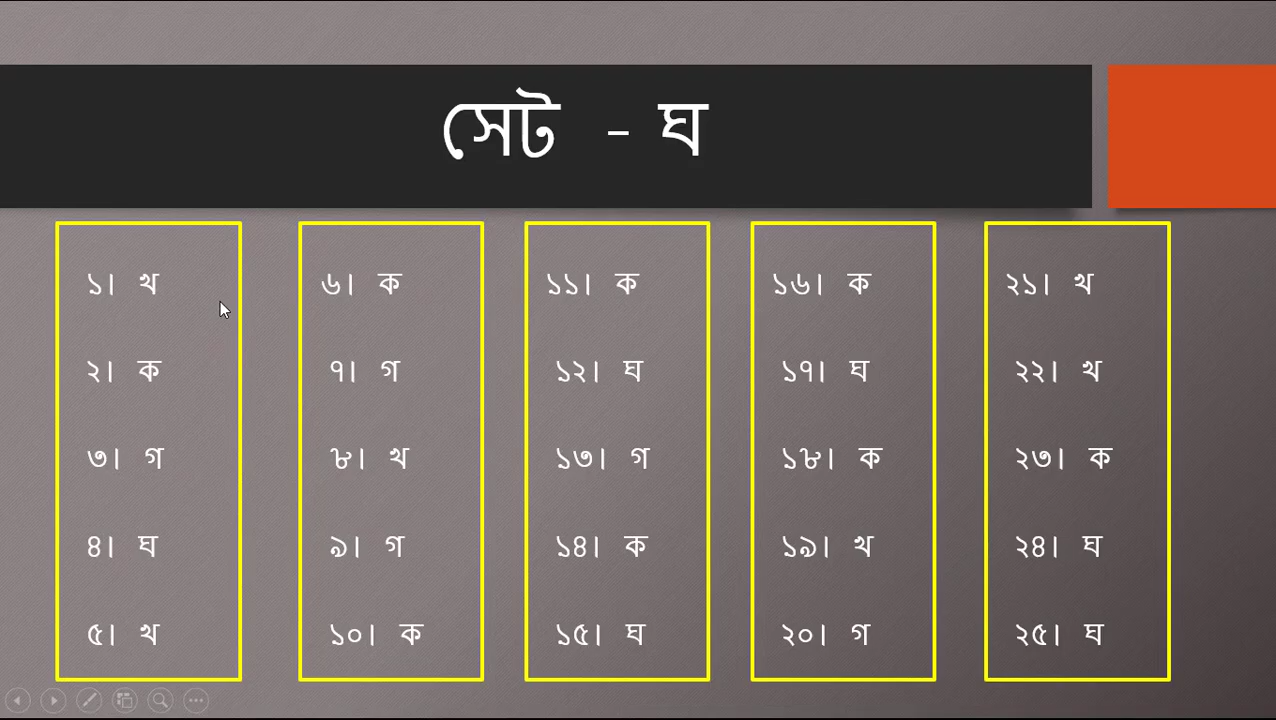 সেট - ঘ
১। খ
২। ক
৩। গ
৪। ঘ
৫। খ
৬। ক
৭। গ
৮। খ
৯। গ
১০। ক
১১। ক
১২। ঘ
১৩। গ
১৪। ক
১৫। ঘ
১৬। ক
১৭। ঘ
১৮। ক
১৯। খ
২০। গ
২১। খ
২২। খ
২৩। ক
২৪। ঘ
২৫। ঘ